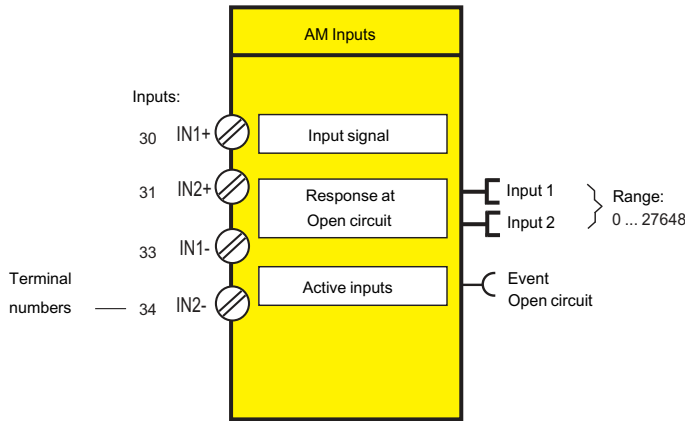 AM Inputs
Inputs:
30 IN1+
Input signal
31 IN2+
Response at
Open circuit
Input 1
Input 2
Range:
0 ... 27648
33 IN1-
Active inputs
Event
Open circuit
Terminal
numbers
34 IN2-